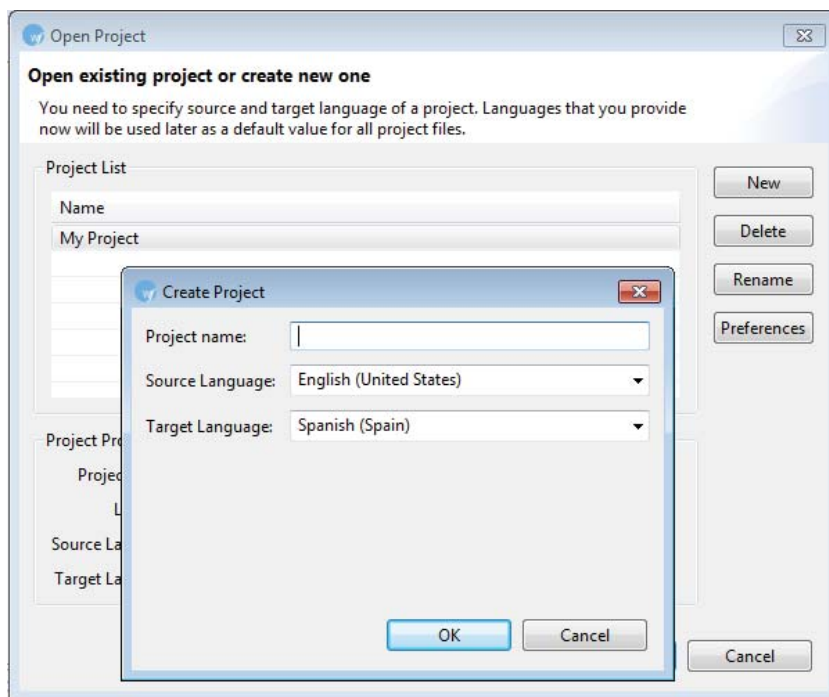 Open Project
Open existing project or create new one
You need to specify source and target language of a project. Languages that you provide
now will be used later as a default value for all project files.
Project List
Name
My Project
New
Delete
Rename
Preferences
Create Project
Project name:
Source Language: English (United States)
Target Language: Spanish (Spain)
OK Cancel
Project Pro
Projec
L
Source La
Target La
Cancel